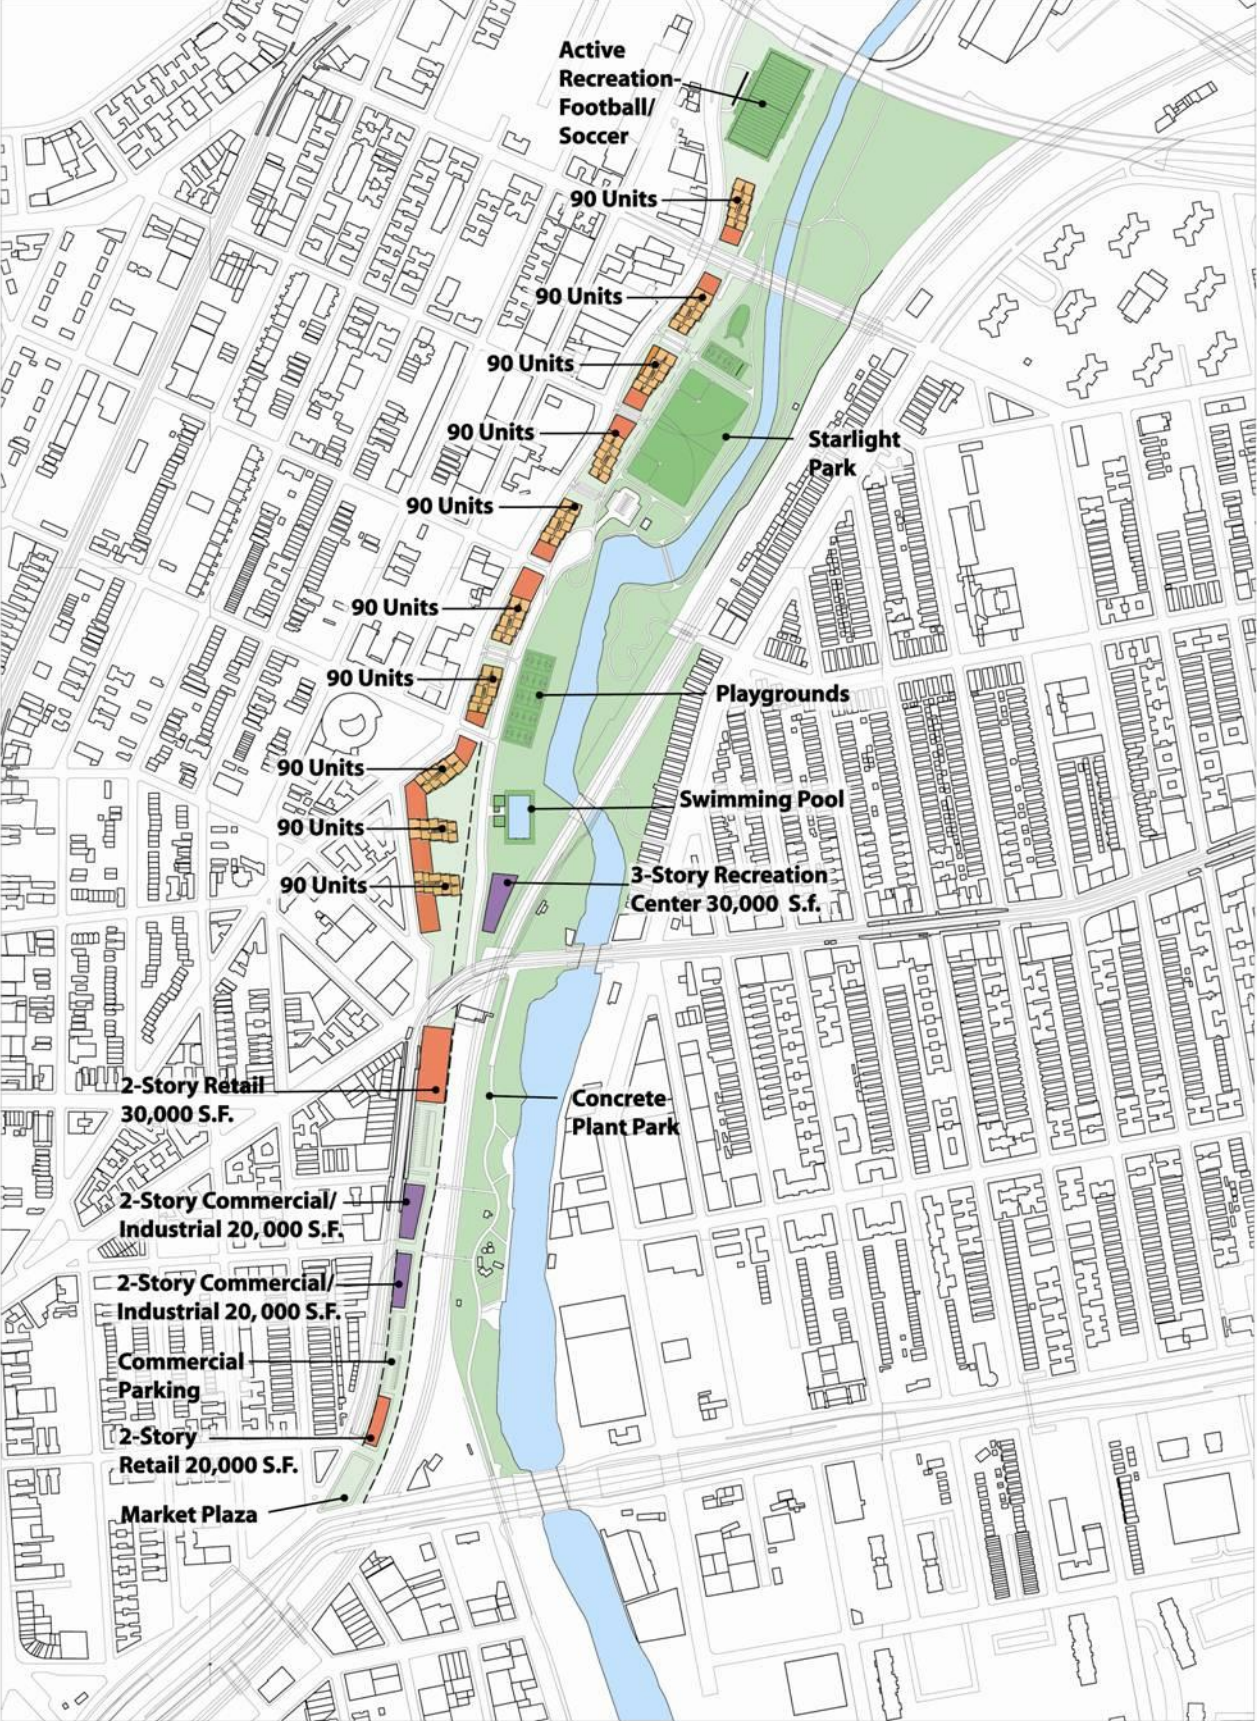 Active
Recreation-
Football/
Soccer
90 Units
90 Units
90 Units
90 Units
Starlight
Park
90 Units
90 Units
90 Units
Playgrounds
90 Units
Swimming Pool
90 Units
90 Units
3-Story Recreation
Center 30,000 S.f.
2-Story Retail
30,000 S.F.
Concrete
Plant Park
2-Story Commercial/
Industrial 20,000 S.F.
2-Story Commercial/
Industrial 20,000 S.F.
Commercial
Parking
2-Story
Retail 20,000 S.F.
Market Plaza